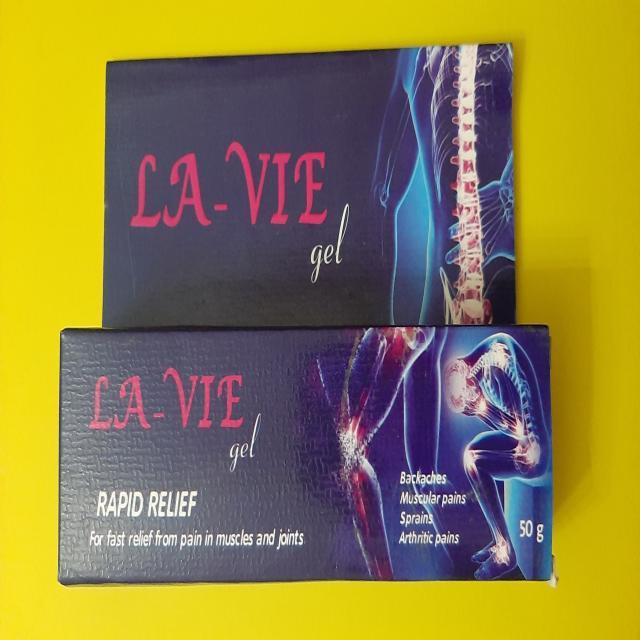 LA-VIE
gel
LA-VIE
gel
RAPID RELIEF
For fast relief from pain in muscles and joints
Backaches
Muscular pains
Sprains
Arthritic pains
50 g